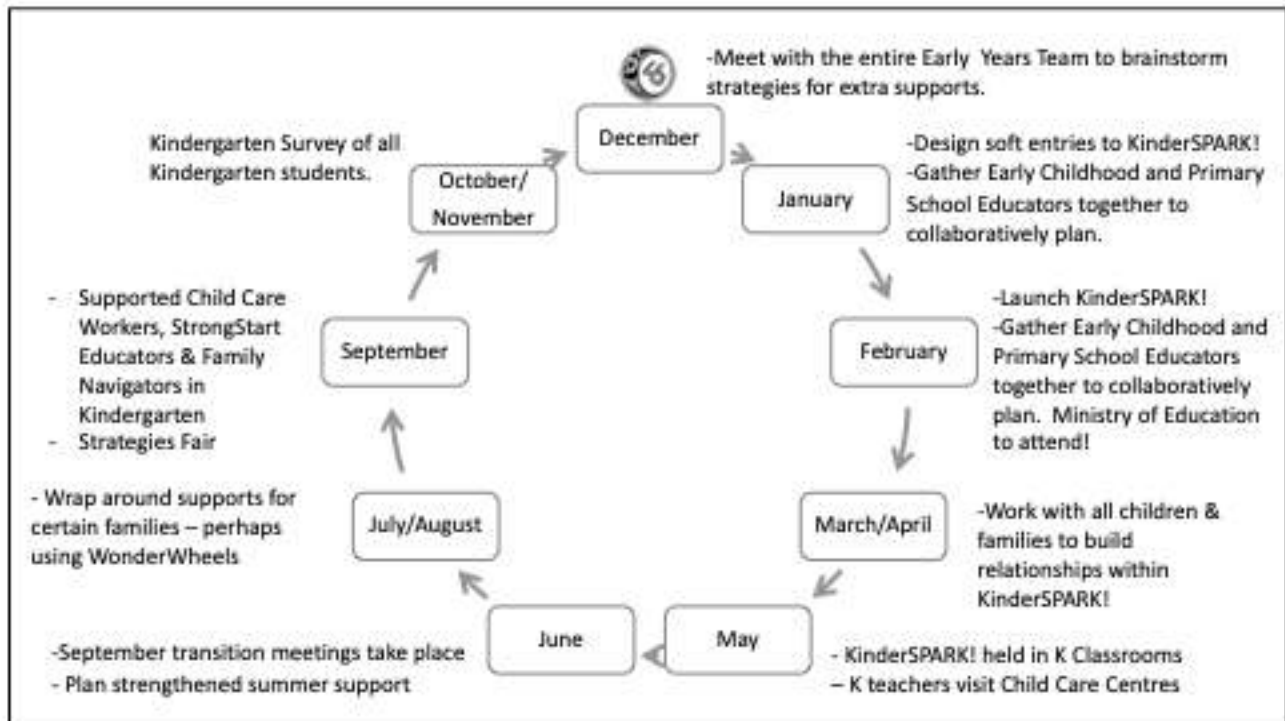 -Meet with the entire Early Years Team to brainstorm
strategies for extra supports.
December
-Design soft entries to KinderSPARK!
-Gather Early Childhood and Primary
School Educators together to
collaboratively plan.
January
-Launch KinderSPARK!
-Gather Early Childhood and
Primary School Educators
together to collaboratively
plan. Ministry of Education
to attend!
February
-Work with all children &
families to build
relationships within
KinderSPARK!
March/April
- KinderSPARK! held in K Classrooms
– K teachers visit Child Care Centres
May
June
-September transition meetings take place
- Plan strengthened summer support
July/August
- Wrap around supports for
certain families – perhaps
using WonderWheels
September
- Supported Child Care
Workers, StrongStart
Educators & Family
Navigators in
Kindergarten
- Strategies Fair
October/
November
Kindergarten Survey of all
Kindergarten students.